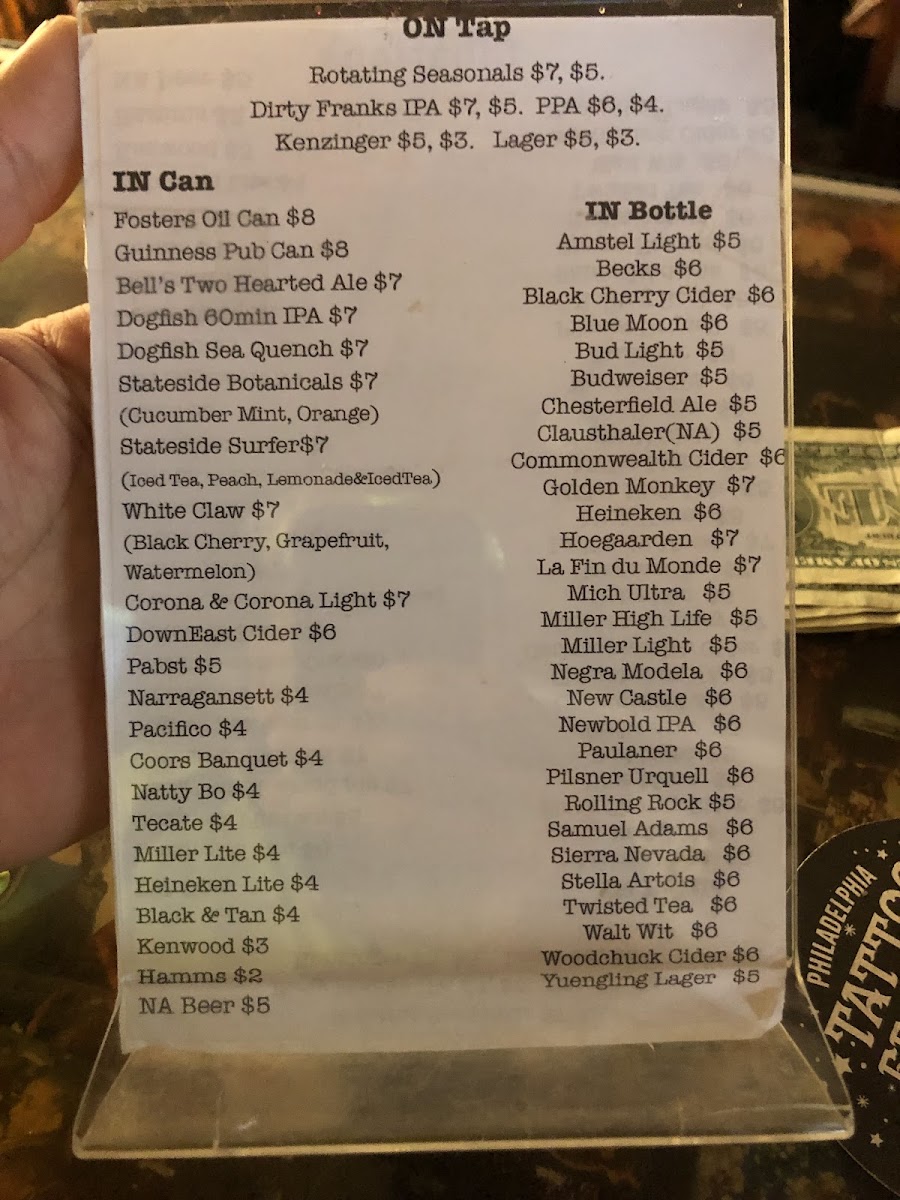 ON Tap
Rotating Seasonals $7, $5.
Dirty Franks IPA $7, $5. PPA $6, $4.
Kenzinger $5, $3. Lager $5, $3.
IN Can
Fosters Oil Can $8
Guinness Pub Can $8
Bell's Two Hearted Ale $7
Dogfish 60min IPA $7
Dogfish Sea Quench $7
Stateside Botanicals $7
(Cucumber Mint, Orange)
Stateside Surfer$7
(Iced Tea, Peach, Lemonade&IcedTea)
White Claw $7
(Black Cherry, Grapefruit,
Watermelon)
Corona & Corona Light $7
DownEast Cider $6
Pabst $5
Narragansett $4
Pacifico $4
Coors Banquet $4
Natty Bo $4
Tecate $4
Miller Lite $4
Heineken Lite $4
Black & Tan $4
Kenwood $3
Hamms $2
NA Beer $5
IN Bottle
Amstel Light $5
Becks $6
Black Cherry Cider $6
Blue Moon $6
Bud Light $5
Budweiser $5
Chesterfield Ale $5
Clausthaler(NA) $5
Commonwealth Cider $6
Golden Monkey $7
Heineken $6
Hoegaarden $7
La Fin du Monde $7
Mich Ultra $5
Miller High Life $5
Miller Light $5
Negra Modela $6
New Castle $6
Newbold IPA $6
Paulaner $6
Pilsner Urquell $6
Rolling Rock $5
Samuel Adams $6
Sierra Nevada $6
Stella Artois $6
Twisted Tea $6
Walt Wit $6
Woodchuck Cider $6
Yuengling Lager $5
PHILADELPHIA